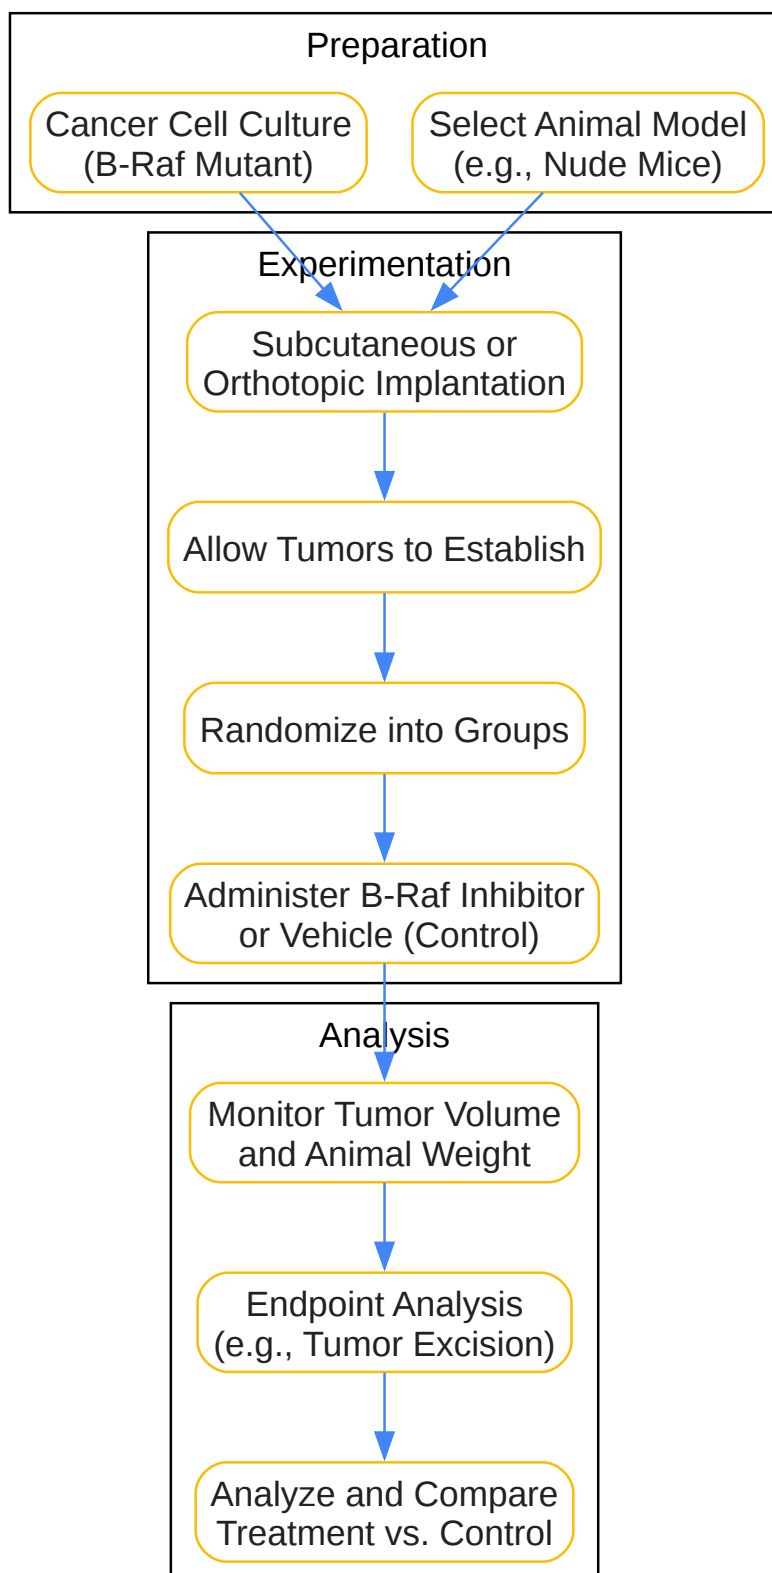 Preparation
Cancer Cell Culture
(B-Raf Mutant)
Select Animal Model
(e.g., Nude Mice)
Experimentation
Subcutaneous or
Orthotopic Implantation
Allow Tumors to Establish
Randomize into Groups
Administer B-Raf Inhibitor
or Vehicle (Control)
Analysis
Monitor Tumor Volume
and Animal Weight
Endpoint Analysis
(e.g., Tumor Excision)
Analyze and Compare
Treatment vs. Control